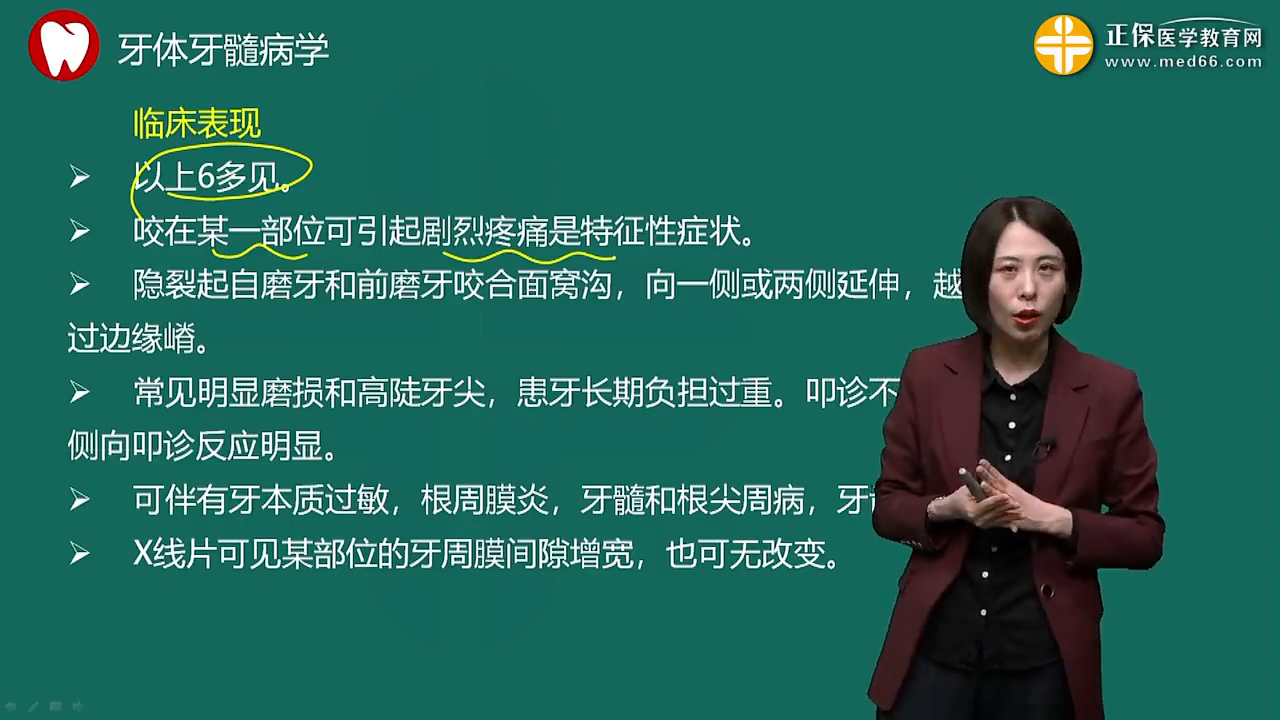 牙体牙髓病学
正保医学教育网
www.med66.com
临床表现
以上6多见。
咬在某一部位可引起剧烈疼痛是特征性症状。
隐裂起自磨牙和前磨牙咬合面窝沟，向一侧或两侧延伸，越
过边缘嵴。
常见明显磨损和高陡牙尖，患牙长期负担过重。叩诊不
侧向叩诊反应明显。
可伴有牙本质过敏，根周膜炎，牙髓和根尖周病，牙
X线片可见某部位的牙周膜间隙增宽，也可无改变。